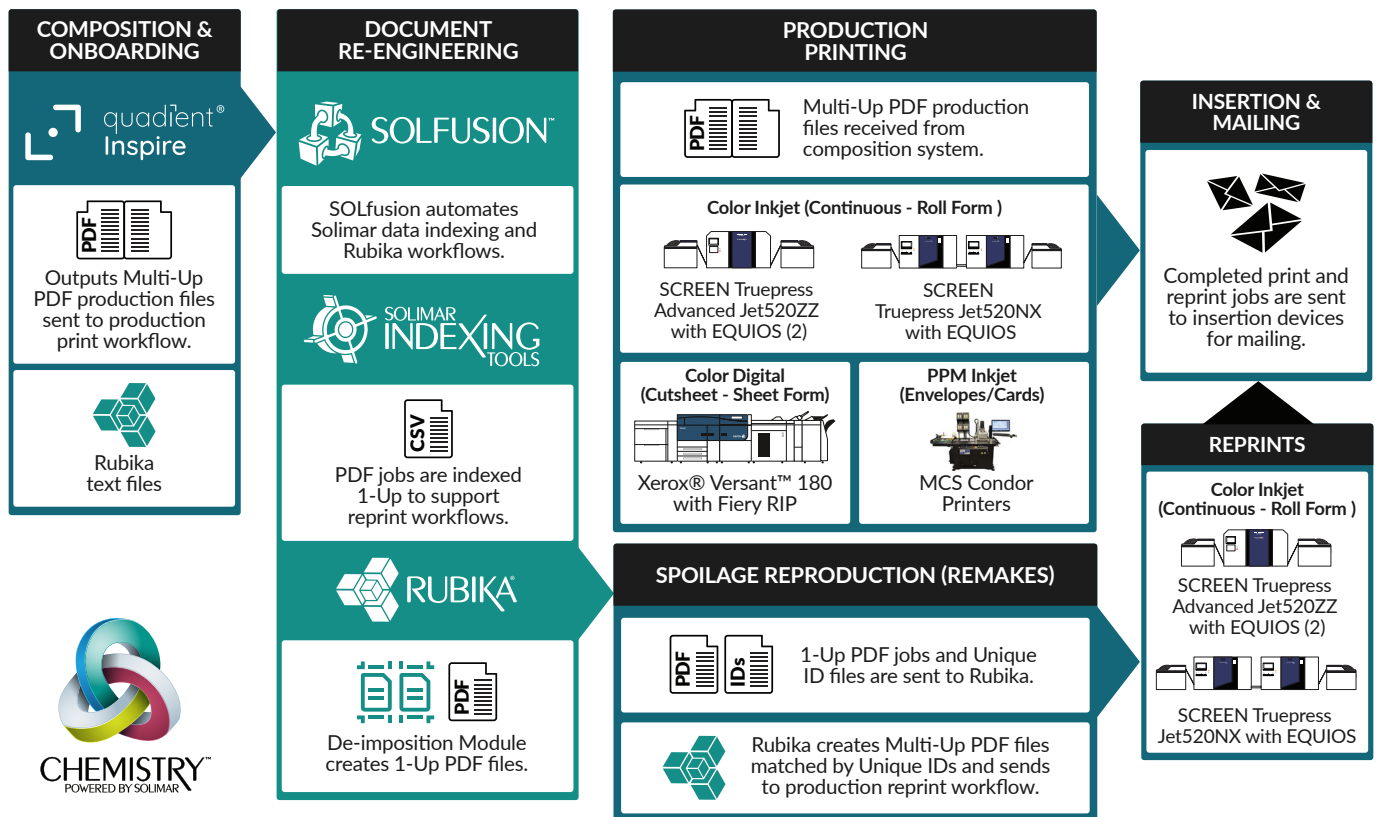 COMPOSITION &
ONBOARDING
quadient®
Inspire
PDF
Outputs Multi-Up
PDF production files
sent to production
print workflow.
Rubika
text files
CHEMISTRY™
POWERED BY SOLIMAR
DOCUMENT
RE-ENGINEERING
SOLFUSION™
SOLfusion automates
Solimar data indexing and
Rubika workflows.
SOLIMAR
INDEXING
TOOLS
CSV
PDF jobs are indexed
1-Up to support
reprint workflows.
RUBIKA®
PDF
De-imposition Module
creates 1-Up PDF files.
PRODUCTION
PRINTING
PDF
Multi-Up PDF production
files received from
composition system.
Color Inkjet (Continuous - Roll Form )
SCREEN Truepress
Advanced Jet520ZZ
with EQUIOS (2)
SCREEN
Truepress Jet520NX
with EQUIOS
Color Digital
(Cutsheet - Sheet Form)
Xerox® Versant™ 180
with Fiery RIP
PPM Inkjet
(Envelopes/Cards)
MCS Condor
Printers
SPOILAGE REPRODUCTION (REMAKES)
PDF
IDs
1-Up PDF jobs and Unique
ID files are sent to Rubika.
Rubika creates Multi-Up PDF files
matched by Unique IDs and sends
to production reprint workflow.
INSERTION &
MAILING
Completed print and
reprint jobs are sent
to insertion devices
for mailing.
REPRINTS
Color Inkjet
(Continuous - Roll Form )
SCREEN Truepress
Advanced Jet520ZZ
with EQUIOS (2)
SCREEN Truepress
Jet520NX with EQUIOS